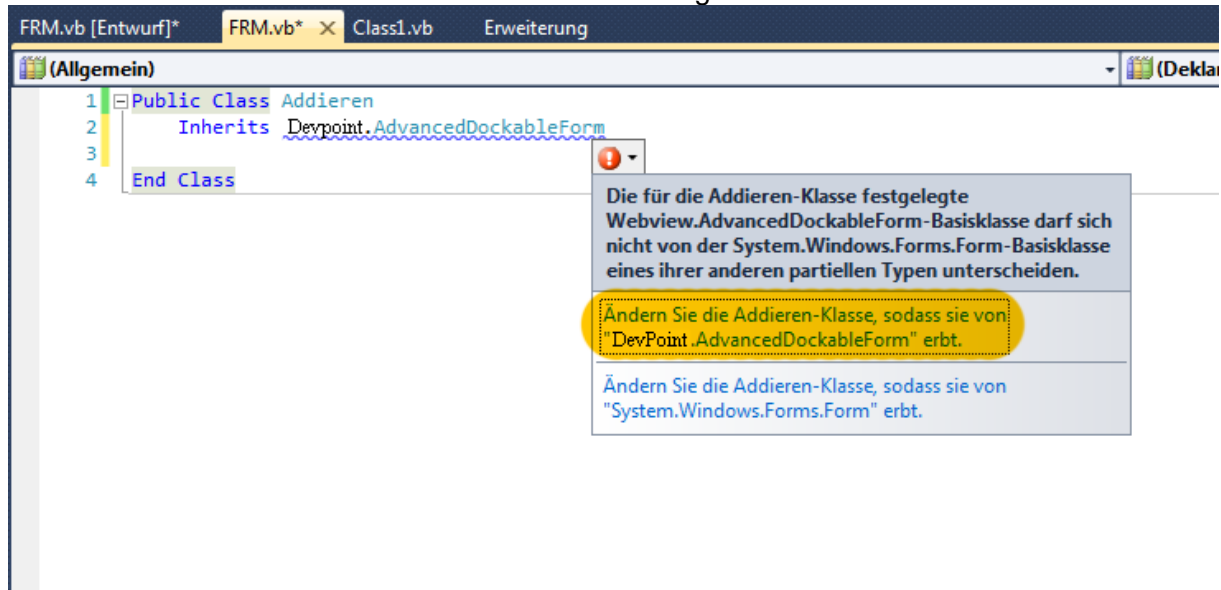 FRM.vb [Entwurf]* FRM.vb* Class1.vb Erweiterung
(Allgemein) (Dekla
1 Public Class Addieren
2 Inherits Devpoint.AdvancedDockableForm
3
4 End Class
Die für die Addieren-Klasse festgelegte
Webview.AdvancedDockableForm-Basisklasse darf sich
nicht von der System.Windows.Forms.Form-Basisklasse
eines ihrer anderen partiellen Typen unterscheiden.
Ändern Sie die Addieren-Klasse, sodass sie von
"DevPoint.AdvancedDockableForm" erbt.
Ändern Sie die Addieren-Klasse, sodass sie von
"System.Windows.Forms.Form" erbt.